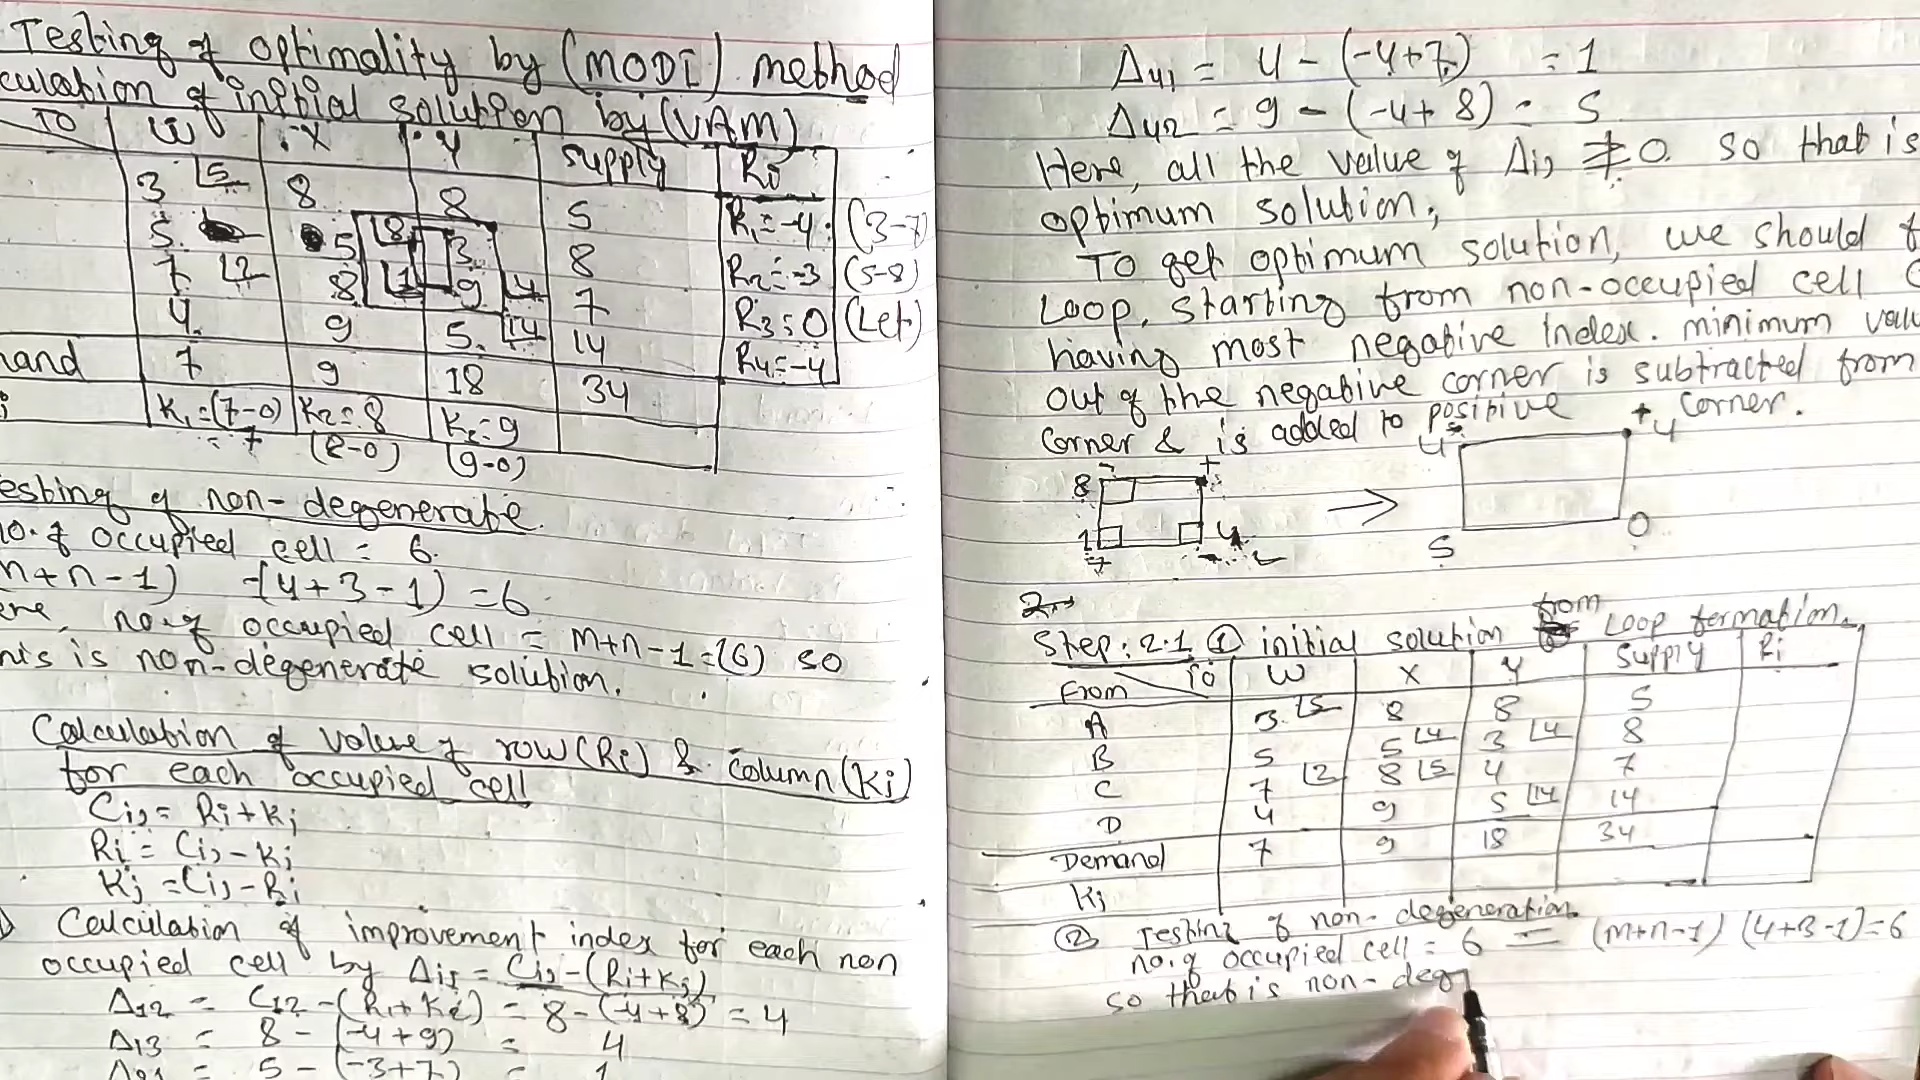 Testing of optimality by (MODI) method
culation of initial solution by (VAM)
TO W X Y supply Ri
3 5 8 8 5 R1=-4 (3-7)
5 5 8 3 8 R2=-3 (5-8)
7 2 8 1 9 4 7 R3=0 (Let)
4 9 5 14 14 R4=-4
mand 7 9 18 34
K1=(7-0) K2=8 K2=9
=7 (8-0) (9-0)
esting of non-degenerate
no. of occupied cell = 6.
m+n-1) -(4+3-1) =6
ere, no. of occupied cell = m+n-1=(6) so
his is non-degenerate solution.
Calculation of value of row (Ri) & column (Ki)
for each occupied cell
Cij = Ri+Kj
Ri = Cij-Kj
Kj = Cij-Ri
Calculation of improvement index for each non
occupied cell by Δij = Cij-(Ri+Kj)
Δ12 = C12-(R1+K2) = 8-(-4+8) = 4
Δ13 = 8-(-4+9) = 4
Δ21 = 5-(-3+7) = 1
Δ41 = 4-(-4+7) = 1
Δ42 = 9-(-4+8) = 5
Here, all the value of Δij ≱ 0 so that is
optimum solution,
To get optimum solution, we should f
Loop, starting from non-occupied cell
having most negative index. minimum valu
out of the negative corner is subtracted from
corner & is added to positive corner.
4 + 4
8 - +
1 + 4 -
5 0
Step: 2.1 ① initial solution from Loop formation.
From To W X Y Supply Ri
A 3 5 8 8 5
B 5 5 4 3 4 8
C 7 2 8 5 4 7
D 4 9 5 14 14
Demand 7 9 18 34
Kj
② Testing of non-degeneration
no. of occupied cell = 6 = (m+n-1) (4+3-1)=6
so that is non-deg